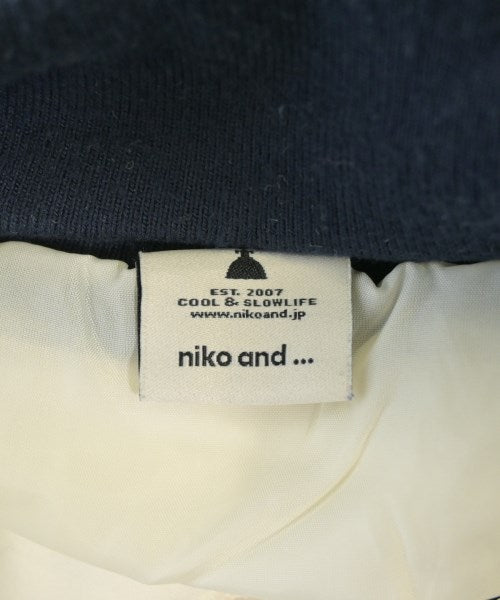 EST. 2007
COOL & SLOWLIFE
www.nikoand.jp
niko and ...